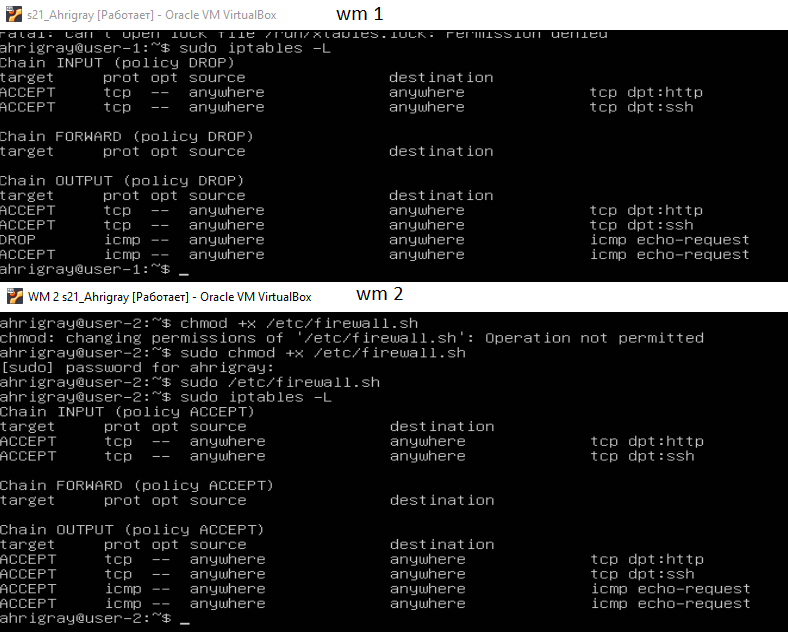 s21_Ahrigray [Работает] - Oracle VM VirtualBox
wm 1
Fatal: can't open lock file /run/xtables.lock: Permission denied
ahrigray@user-1:~$ sudo iptables -L
Chain INPUT (policy DROP)
target prot opt source destination
ACCEPT tcp -- anywhere anywhere tcp dpt:http
ACCEPT tcp -- anywhere anywhere tcp dpt:ssh
Chain FORWARD (policy DROP)
target prot opt source destination
Chain OUTPUT (policy DROP)
target prot opt source destination
ACCEPT tcp -- anywhere anywhere tcp dpt:http
ACCEPT tcp -- anywhere anywhere tcp dpt:ssh
DROP icmp -- anywhere anywhere icmp echo-request
ACCEPT icmp -- anywhere anywhere icmp echo-request
ahrigray@user-1:~$ _
WM 2 s21_Ahrigray [Работает] - Oracle VM VirtualBox
wm 2
ahrigray@user-2:~$ chmod +x /etc/firewall.sh
chmod: changing permissions of '/etc/firewall.sh': Operation not permitted
ahrigray@user-2:~$ sudo chmod +x /etc/firewall.sh
[sudo] password for ahrigray:
ahrigray@user-2:~$ sudo /etc/firewall.sh
ahrigray@user-2:~$ sudo iptables -L
Chain INPUT (policy ACCEPT)
target prot opt source destination
ACCEPT tcp -- anywhere anywhere tcp dpt:http
ACCEPT tcp -- anywhere anywhere tcp dpt:ssh
Chain FORWARD (policy ACCEPT)
target prot opt source destination
Chain OUTPUT (policy ACCEPT)
target prot opt source destination
ACCEPT tcp -- anywhere anywhere tcp dpt:http
ACCEPT tcp -- anywhere anywhere tcp dpt:ssh
ACCEPT icmp -- anywhere anywhere icmp echo-request
ACCEPT icmp -- anywhere anywhere icmp echo-request
ahrigray@user-2:~$ _